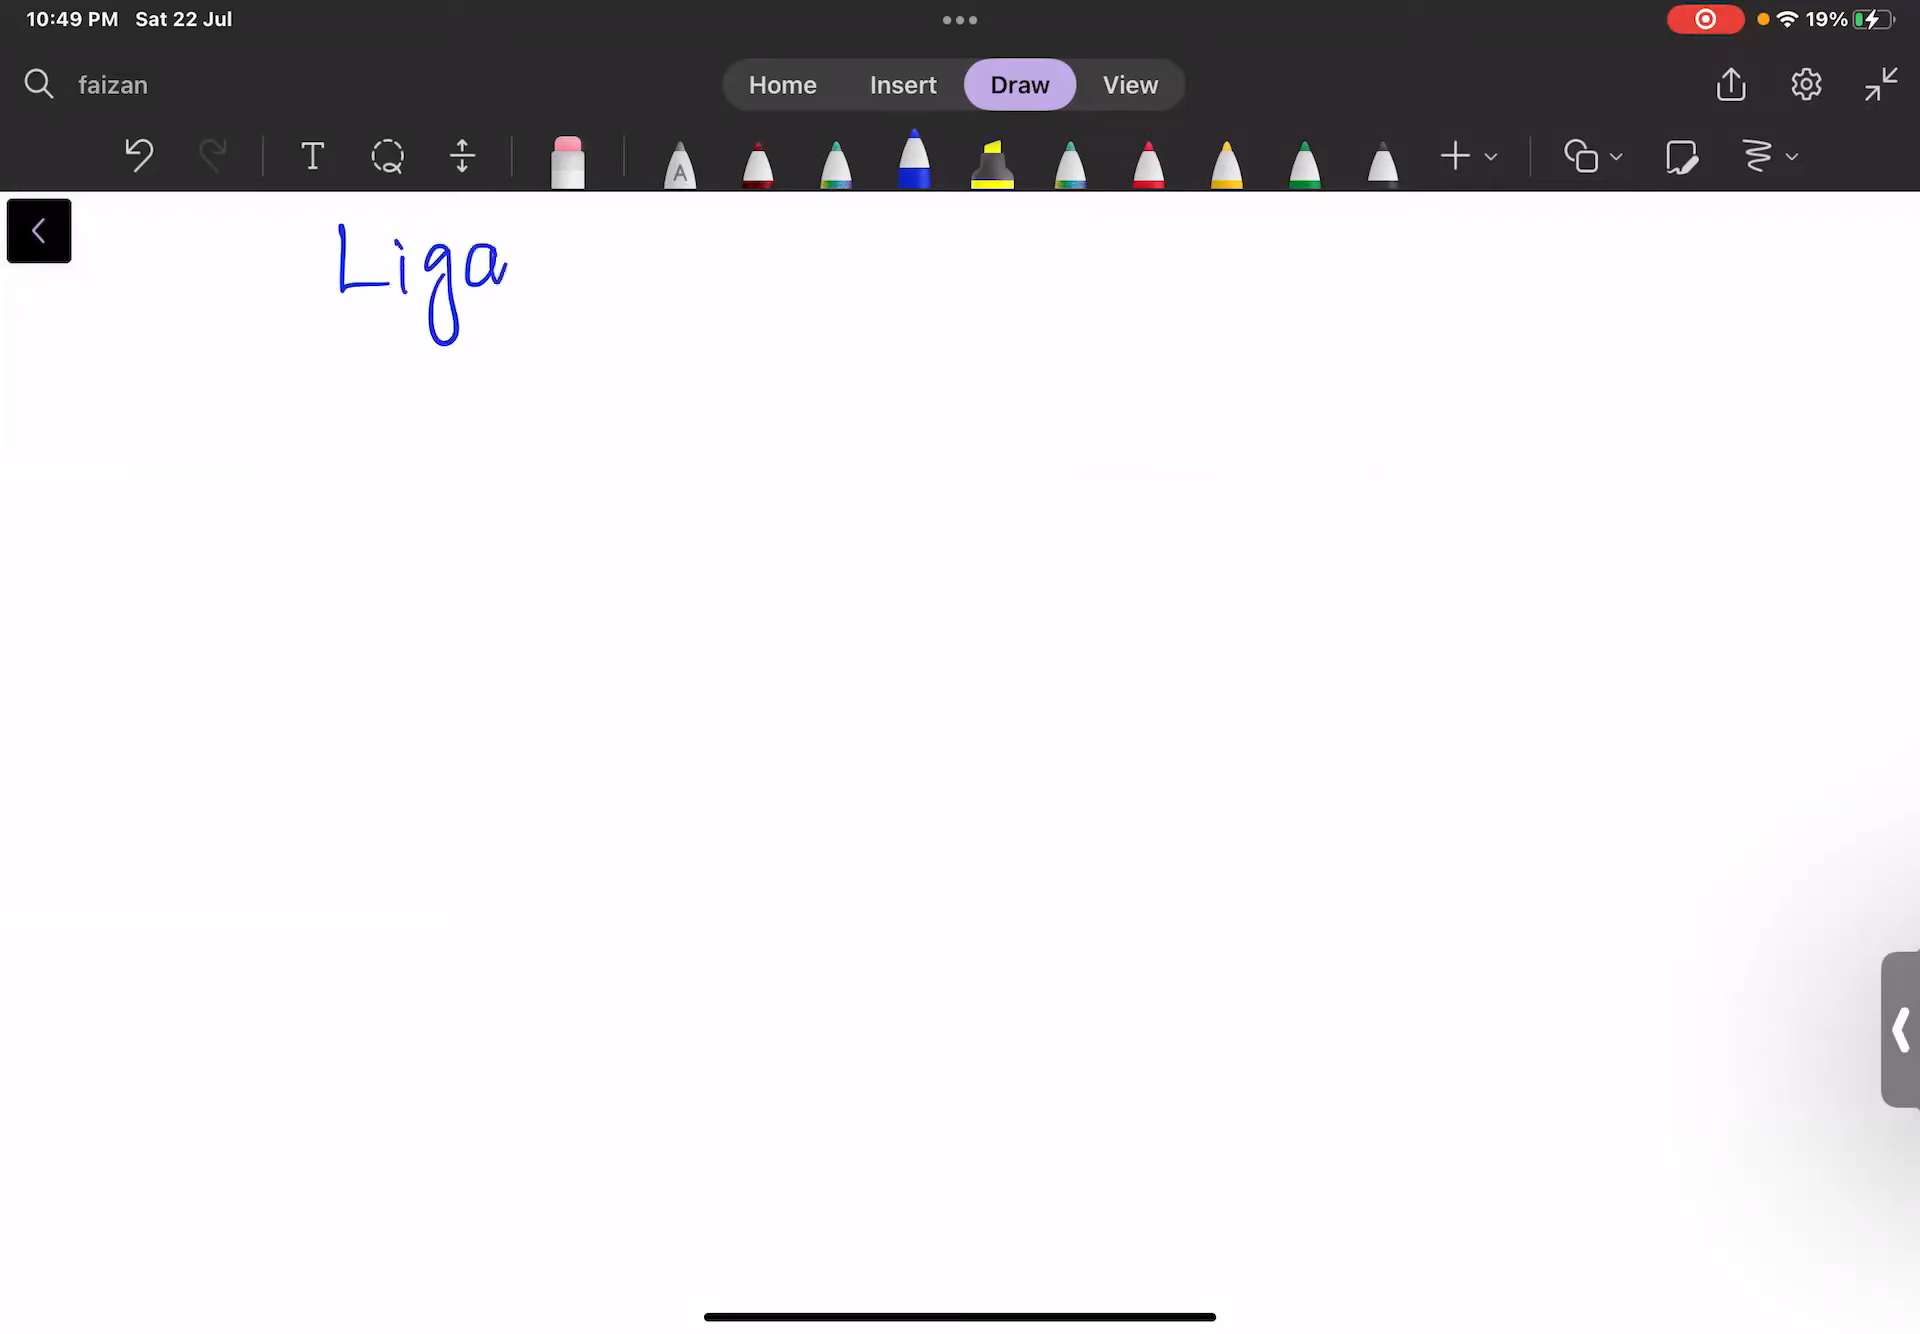 10:49 PM Sat 22 Jul
19%
faizan
Home Insert Draw View
T
A
Liga